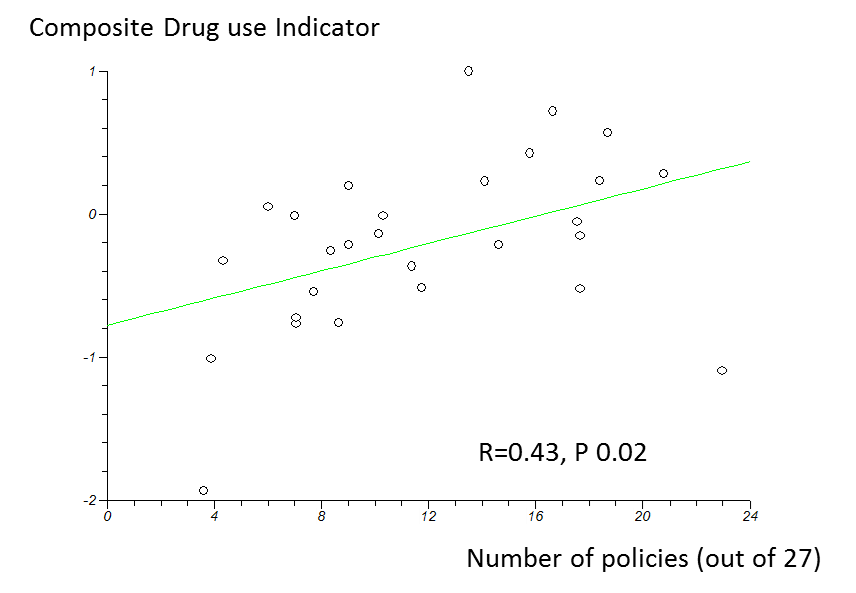 Composite Drug use Indicator
1
0
-1
-2
0 4 8 12 16 20 24
R=0.43, P 0.02
Number of policies (out of 27)